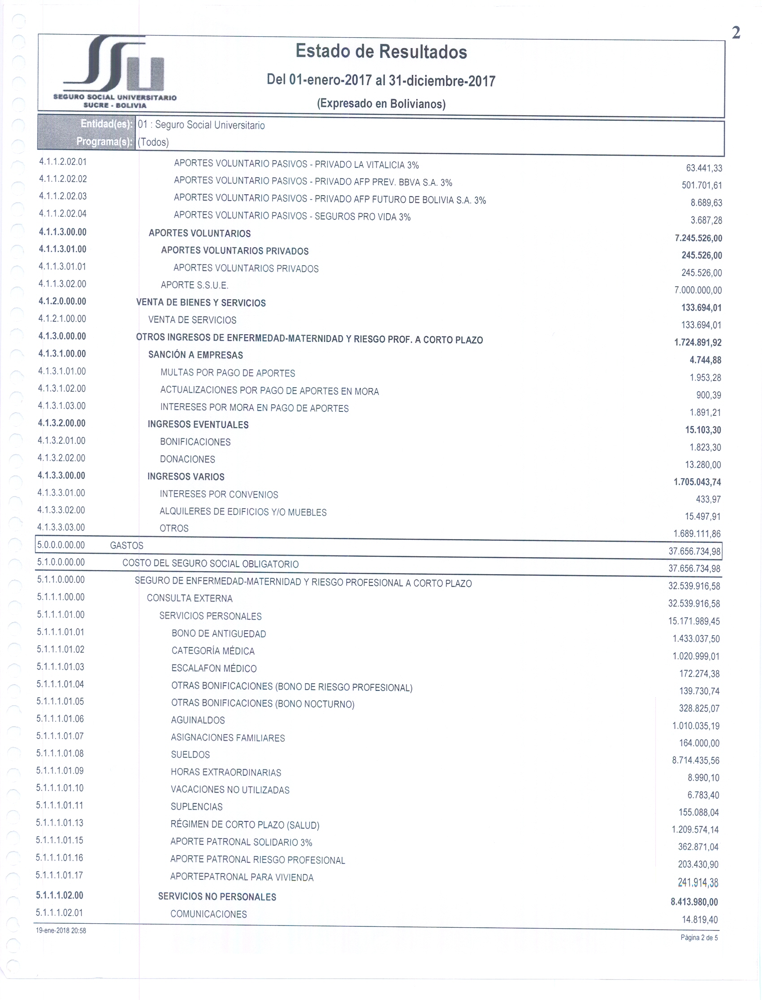 2
SSU
SEGURO SOCIAL UNIVERSITARIO
SUCRE - BOLIVIA
Estado de Resultados
Del 01-enero-2017 al 31-diciembre-2017
(Expresado en Bolivianos)
Entidad(es): 01 : Seguro Social Universitario
Programa(s): (Todos)
4.1.1.2.02.01 APORTES VOLUNTARIO PASIVOS - PRIVADO LA VITALICIA 3% 63.441,33
4.1.1.2.02.02 APORTES VOLUNTARIO PASIVOS - PRIVADO AFP PREV. BBVA S.A. 3% 501.701,61
4.1.1.2.02.03 APORTES VOLUNTARIO PASIVOS - PRIVADO AFP FUTURO DE BOLIVIA S.A. 3% 8.689,63
4.1.1.2.02.04 APORTES VOLUNTARIO PASIVOS - SEGUROS PRO VIDA 3% 3.687,28
4.1.1.3.00.00 APORTES VOLUNTARIOS 7.245.526,00
4.1.1.3.01.00 APORTES VOLUNTARIOS PRIVADOS 245.526,00
4.1.1.3.01.01 APORTES VOLUNTARIOS PRIVADOS 245.526,00
4.1.1.3.02.00 APORTE S.S.U.E. 7.000.000,00
4.1.2.0.00.00 VENTA DE BIENES Y SERVICIOS 133.694,01
4.1.2.1.00.00 VENTA DE SERVICIOS 133.694,01
4.1.3.0.00.00 OTROS INGRESOS DE ENFERMEDAD-MATERNIDAD Y RIESGO PROF. A CORTO PLAZO 1.724.891,92
4.1.3.1.00.00 SANCIÓN A EMPRESAS 4.744,88
4.1.3.1.01.00 MULTAS POR PAGO DE APORTES 1.953,28
4.1.3.1.02.00 ACTUALIZACIONES POR PAGO DE APORTES EN MORA 900,39
4.1.3.1.03.00 INTERESES POR MORA EN PAGO DE APORTES 1.891,21
4.1.3.2.00.00 INGRESOS EVENTUALES 15.103,30
4.1.3.2.01.00 BONIFICACIONES 1.823,30
4.1.3.2.02.00 DONACIONES 13.280,00
4.1.3.3.00.00 INGRESOS VARIOS 1.705.043,74
4.1.3.3.01.00 INTERESES POR CONVENIOS 433,97
4.1.3.3.02.00 ALQUILERES DE EDIFICIOS Y/O MUEBLES 15.497,91
4.1.3.3.03.00 OTROS 1.689.111,86
5.0.0.0.00.00 GASTOS 37.656.734,98
5.1.0.0.00.00 COSTO DEL SEGURO SOCIAL OBLIGATORIO 37.656.734,98
5.1.1.0.00.00 SEGURO DE ENFERMEDAD-MATERNIDAD Y RIESGO PROFESIONAL A CORTO PLAZO 32.539.916,58
5.1.1.1.00.00 CONSULTA EXTERNA 32.539.916,58
5.1.1.1.01.00 SERVICIOS PERSONALES 15.171.989,45
5.1.1.1.01.01 BONO DE ANTIGUEDAD 1.433.037,50
5.1.1.1.01.02 CATEGORÍA MÉDICA 1.020.999,01
5.1.1.1.01.03 ESCALAFON MÉDICO 172.274,38
5.1.1.1.01.04 OTRAS BONIFICACIONES (BONO DE RIESGO PROFESIONAL) 139.730,74
5.1.1.1.01.05 OTRAS BONIFICACIONES (BONO NOCTURNO) 328.825,07
5.1.1.1.01.06 AGUINALDOS 1.010.035,19
5.1.1.1.01.07 ASIGNACIONES FAMILIARES 164.000,00
5.1.1.1.01.08 SUELDOS 8.714.435,56
5.1.1.1.01.09 HORAS EXTRAORDINARIAS 8.990,10
5.1.1.1.01.10 VACACIONES NO UTILIZADAS 6.783,40
5.1.1.1.01.11 SUPLENCIAS 155.088,04
5.1.1.1.01.13 RÉGIMEN DE CORTO PLAZO (SALUD) 1.209.574,14
5.1.1.1.01.15 APORTE PATRONAL SOLIDARIO 3% 362.871,04
5.1.1.1.01.16 APORTE PATRONAL RIESGO PROFESIONAL 203.430,90
5.1.1.1.01.17 APORTEPATRONAL PARA VIVIENDA 241.914,38
5.1.1.1.02.00 SERVICIOS NO PERSONALES 8.413.980,00
5.1.1.1.02.01 COMUNICACIONES 14.819,40
19-ene-2018 20:58
Página 2 de 5